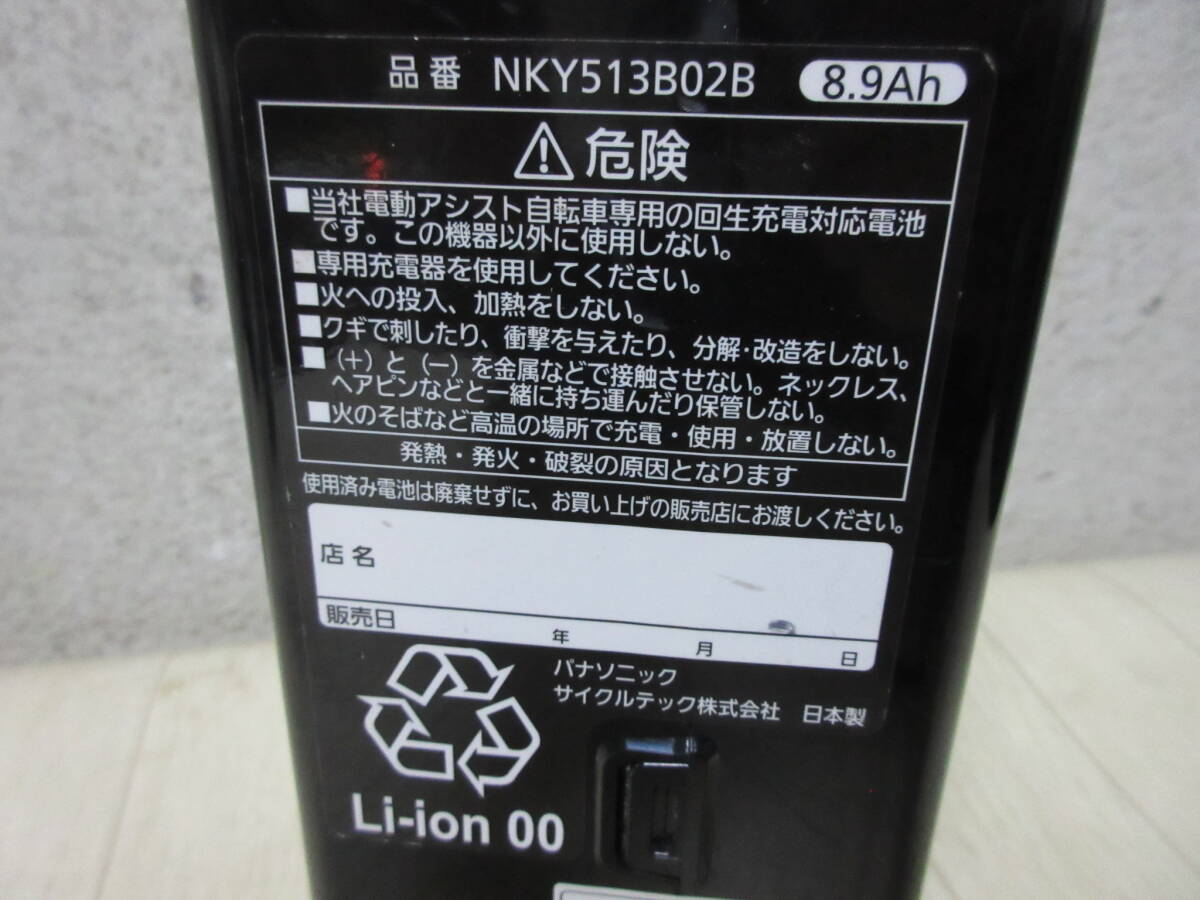 品番 NKY513B02B 8.9Ah
危険
■当社電動アシスト自転車専用の回生充電対応電池
です。この機器以外に使用しない。
■専用充電器を使用してください。
■火への投入、加熱をしない。
■クギで刺したり、衝撃を与えたり、分解・改造をしない。
■(+)と(−)を金属などで接触させない。ネックレス、
ヘアピンなどと一緒に持ち運んだり保管しない。
■火のそばなど高温の場所で充電・使用・放置しない。
発熱・発火・破裂の原因となります
使用済み電池は廃棄せずに、お買い上げの販売店にお渡しください。
店名
販売日 年 月 日
パナソニック
サイクルテック株式会社 日本製
Li-ion 00